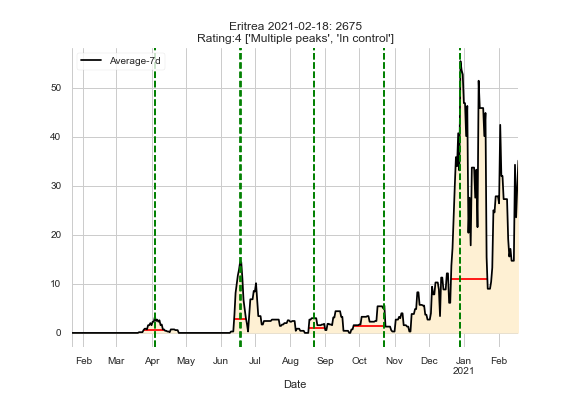 Eritrea 2021-02-18: 2675
Rating:4 ['Multiple peaks', 'In control']
Average-7d
50
40
30
20
10
0
Feb Mar Apr May Jun Jul Aug Sep Oct Nov Dec Jan Feb
2021
Date